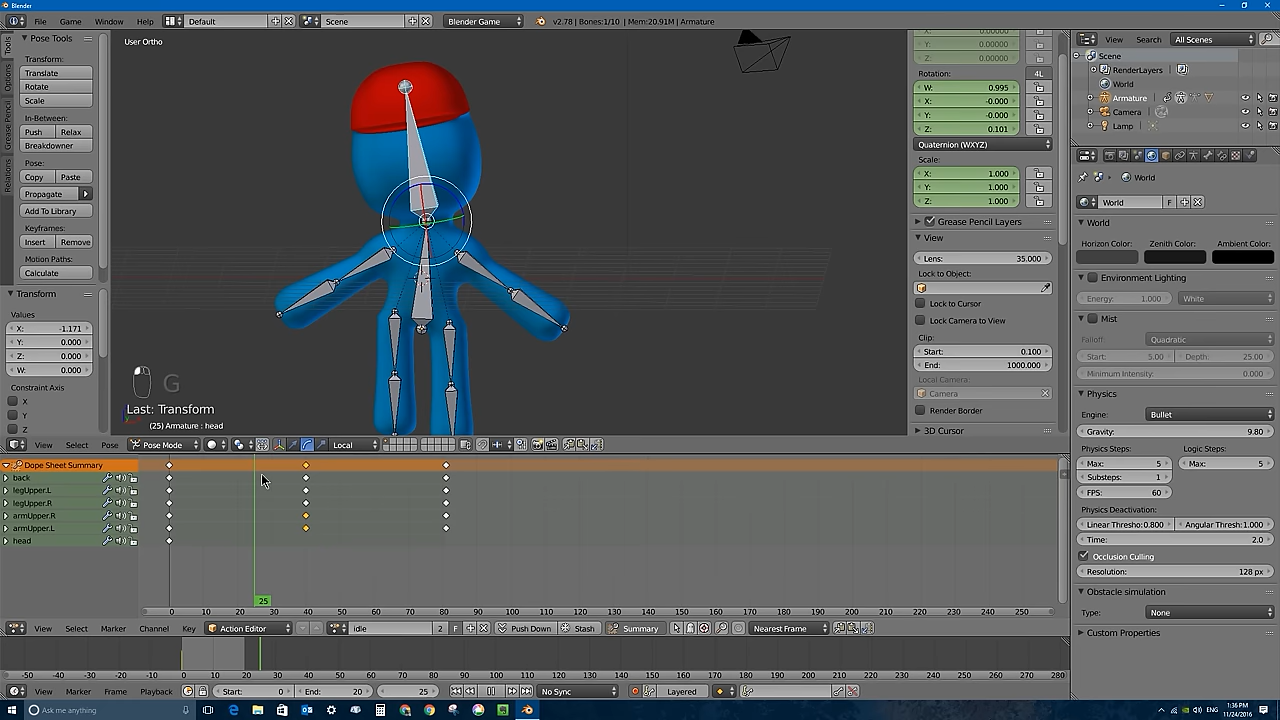 Blender
File Game Window Help Default Scene Blender Game v2.78 | Bones:1/10 | Mem:20.91M | Armature
View Search All Scenes
Tools
Options
Grease Pencil
Relations
Pose Tools
Transform:
Translate
Rotate
Scale
In-Between:
Push Relax
Breakdowner
Pose:
Copy Paste
Propagate
Add To Library
Keyframes:
Insert Remove
Motion Paths:
Calculate
Transform
Values
X: -1.171
Y: 0.000
Z: 0.000
W: 0.000
Constraint Axis
X
Y
Z
User Ortho
G
Last: Transform
(25) Armature : head
Y: 0.00000
Z: 0.00000
Rotation: 4L
W: 0.995
X: -0.000
Y: -0.000
Z: 0.101
Quaternion (WXYZ)
Scale:
X: 1.000
Y: 1.000
Z: 1.000
Grease Pencil Layers
View
Lens: 35.000
Lock to Object:
Lock to Cursor
Lock Camera to View
Clip:
Start: 0.100
End: 1000.000
Local Camera:
Camera
Render Border
3D Cursor
Scene
RenderLayers
World
Armature
Camera
Lamp
World
World F
World
Horizon Color: Zenith Color: Ambient Color:
Environment Lighting
Energy: 1.000 White
Mist
Falloff: Quadratic
Start: 5.00 Depth: 25.00
Minimum Intensity: 0.000
Physics
Engine: Bullet
Gravity: 9.80
Physics Steps: Logic Steps:
Max: 5 Max: 5
Substeps: 1
FPS: 60
Physics Deactivation:
Linear Thresho:0.800 Angular Thresh:1.000
Time: 2.0
Occlusion Culling
Resolution: 128 px
Obstacle simulation
Type: None
Custom Properties
View Select Pose Pose Mode Local
Dope Sheet Summary
back
legUpper.L
legUpper.R
armUpper.R
armUpper.L
head
25
0 10 20 30 40 50 60 70 80 90 100 110 120 130 140 150 160 170 180 190 200 210 220 230 240 250
View Select Marker Channel Key Action Editor idle 2 F Push Down Stash Summary Nearest Frame
-50 -40 -30 -20 -10 0 10 20 30 40 50 60 70 80 90 100 110 120 130 140 150 160 170 180 190 200 210 220 230 240 250 260 270 280
View Marker Frame Playback Start: 0 End: 20 25 No Sync Layered
Ask me anything ENG 1:36 PM
11/24/2016